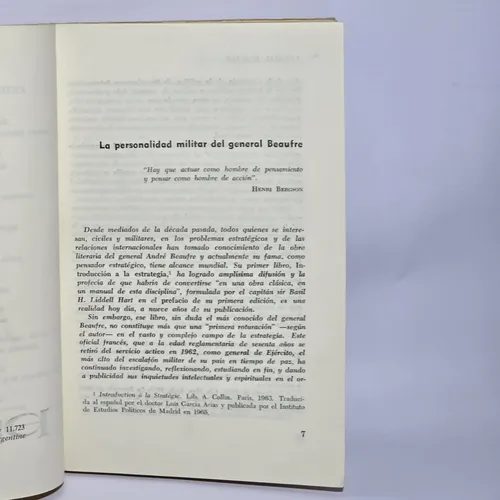 La personalidad militar del general Beaufre
"Hay que actuar como hombre de pensamiento
y pensar como hombre de acción".
HENRI BERGSON
Desde mediados de la década pasada, todos quienes se intere-
san, civiles y militares, en los problemas estratégicos y de las
relaciones internacionales han tomado conocimiento de la obra
literaria del general André Beaufre y actualmente su fama, como
pensador estratégico, tiene alcance mundial. Su primer libro, In-
troducción a la estrategia,¹ ha logrado amplísima difusión y la
profecía de que habría de convertirse "en una obra clásica, en
un manual de esta disciplina", formulada por el capitán sir Basil
H. Liddell Hart en el prefacio de su primera edición, es una
realidad hoy día, a nueve años de su publicación.
Sin embargo, ese libro, sin duda el más conocido del general
Beaufre, no constituye más que una "primera roturación" —según
el autor— en el vasto y complejo campo de la estrategia. Este
oficial francés, que a la edad reglamentaria de sesenta años se
retiró del servicio activo en 1962, como general de Ejército, el
más alto del escalafón militar de su país en tiempo de paz, ha
continuado investigando, reflexionando, estudiando en fin, y dando
a publicidad sus inquietudes intelectuales y espirituales en el or-
¹ Introduction à la Stratégie. Lib. A. Collin. París, 1963. Traduci-
da al español por el doctor Luis García Arias y publicada por el Instituto
de Estudios Políticos de Madrid en 1965.
7
11.723
rgentine